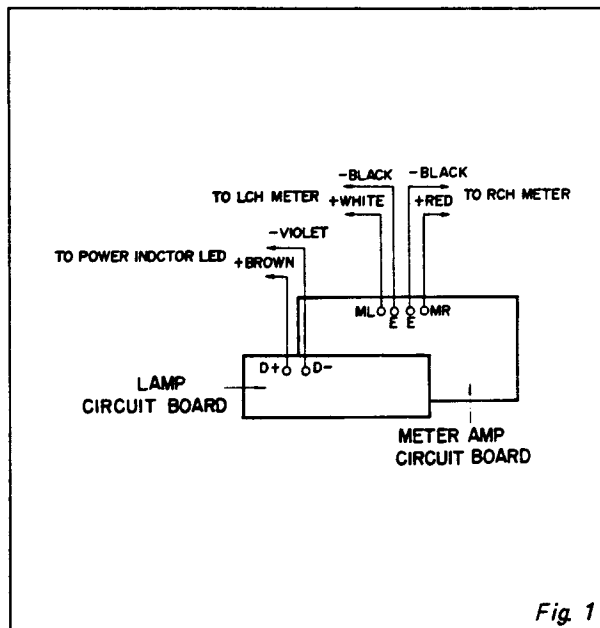 -BLACK -BLACK
TO LCH METER +WHITE +RED TO RCH METER
-VIOLET
TO POWER INDCTOR LED
+BROWN
ML E E MR
D+ D-
LAMP
CIRCUIT BOARD
METER AMP
CIRCUIT BOARD
Fig. 1